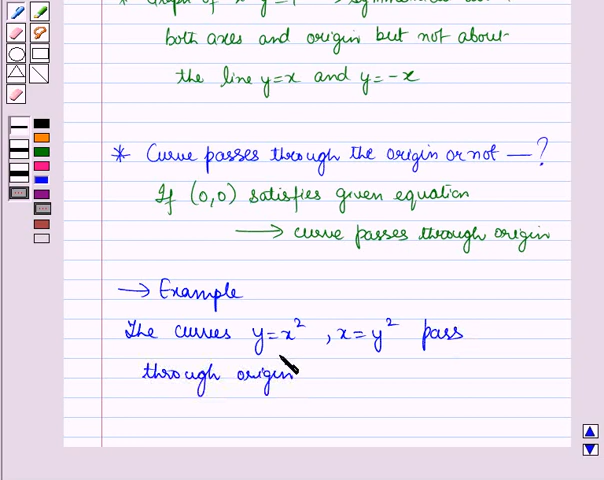 both axes and origin but not about
the line y=x and y=-x
* Curve passes through the origin or not —?
If (0,0) satisfies given equation
→ curve passes through origin
→ Example
The curves y=x², x=y² pass
through origin